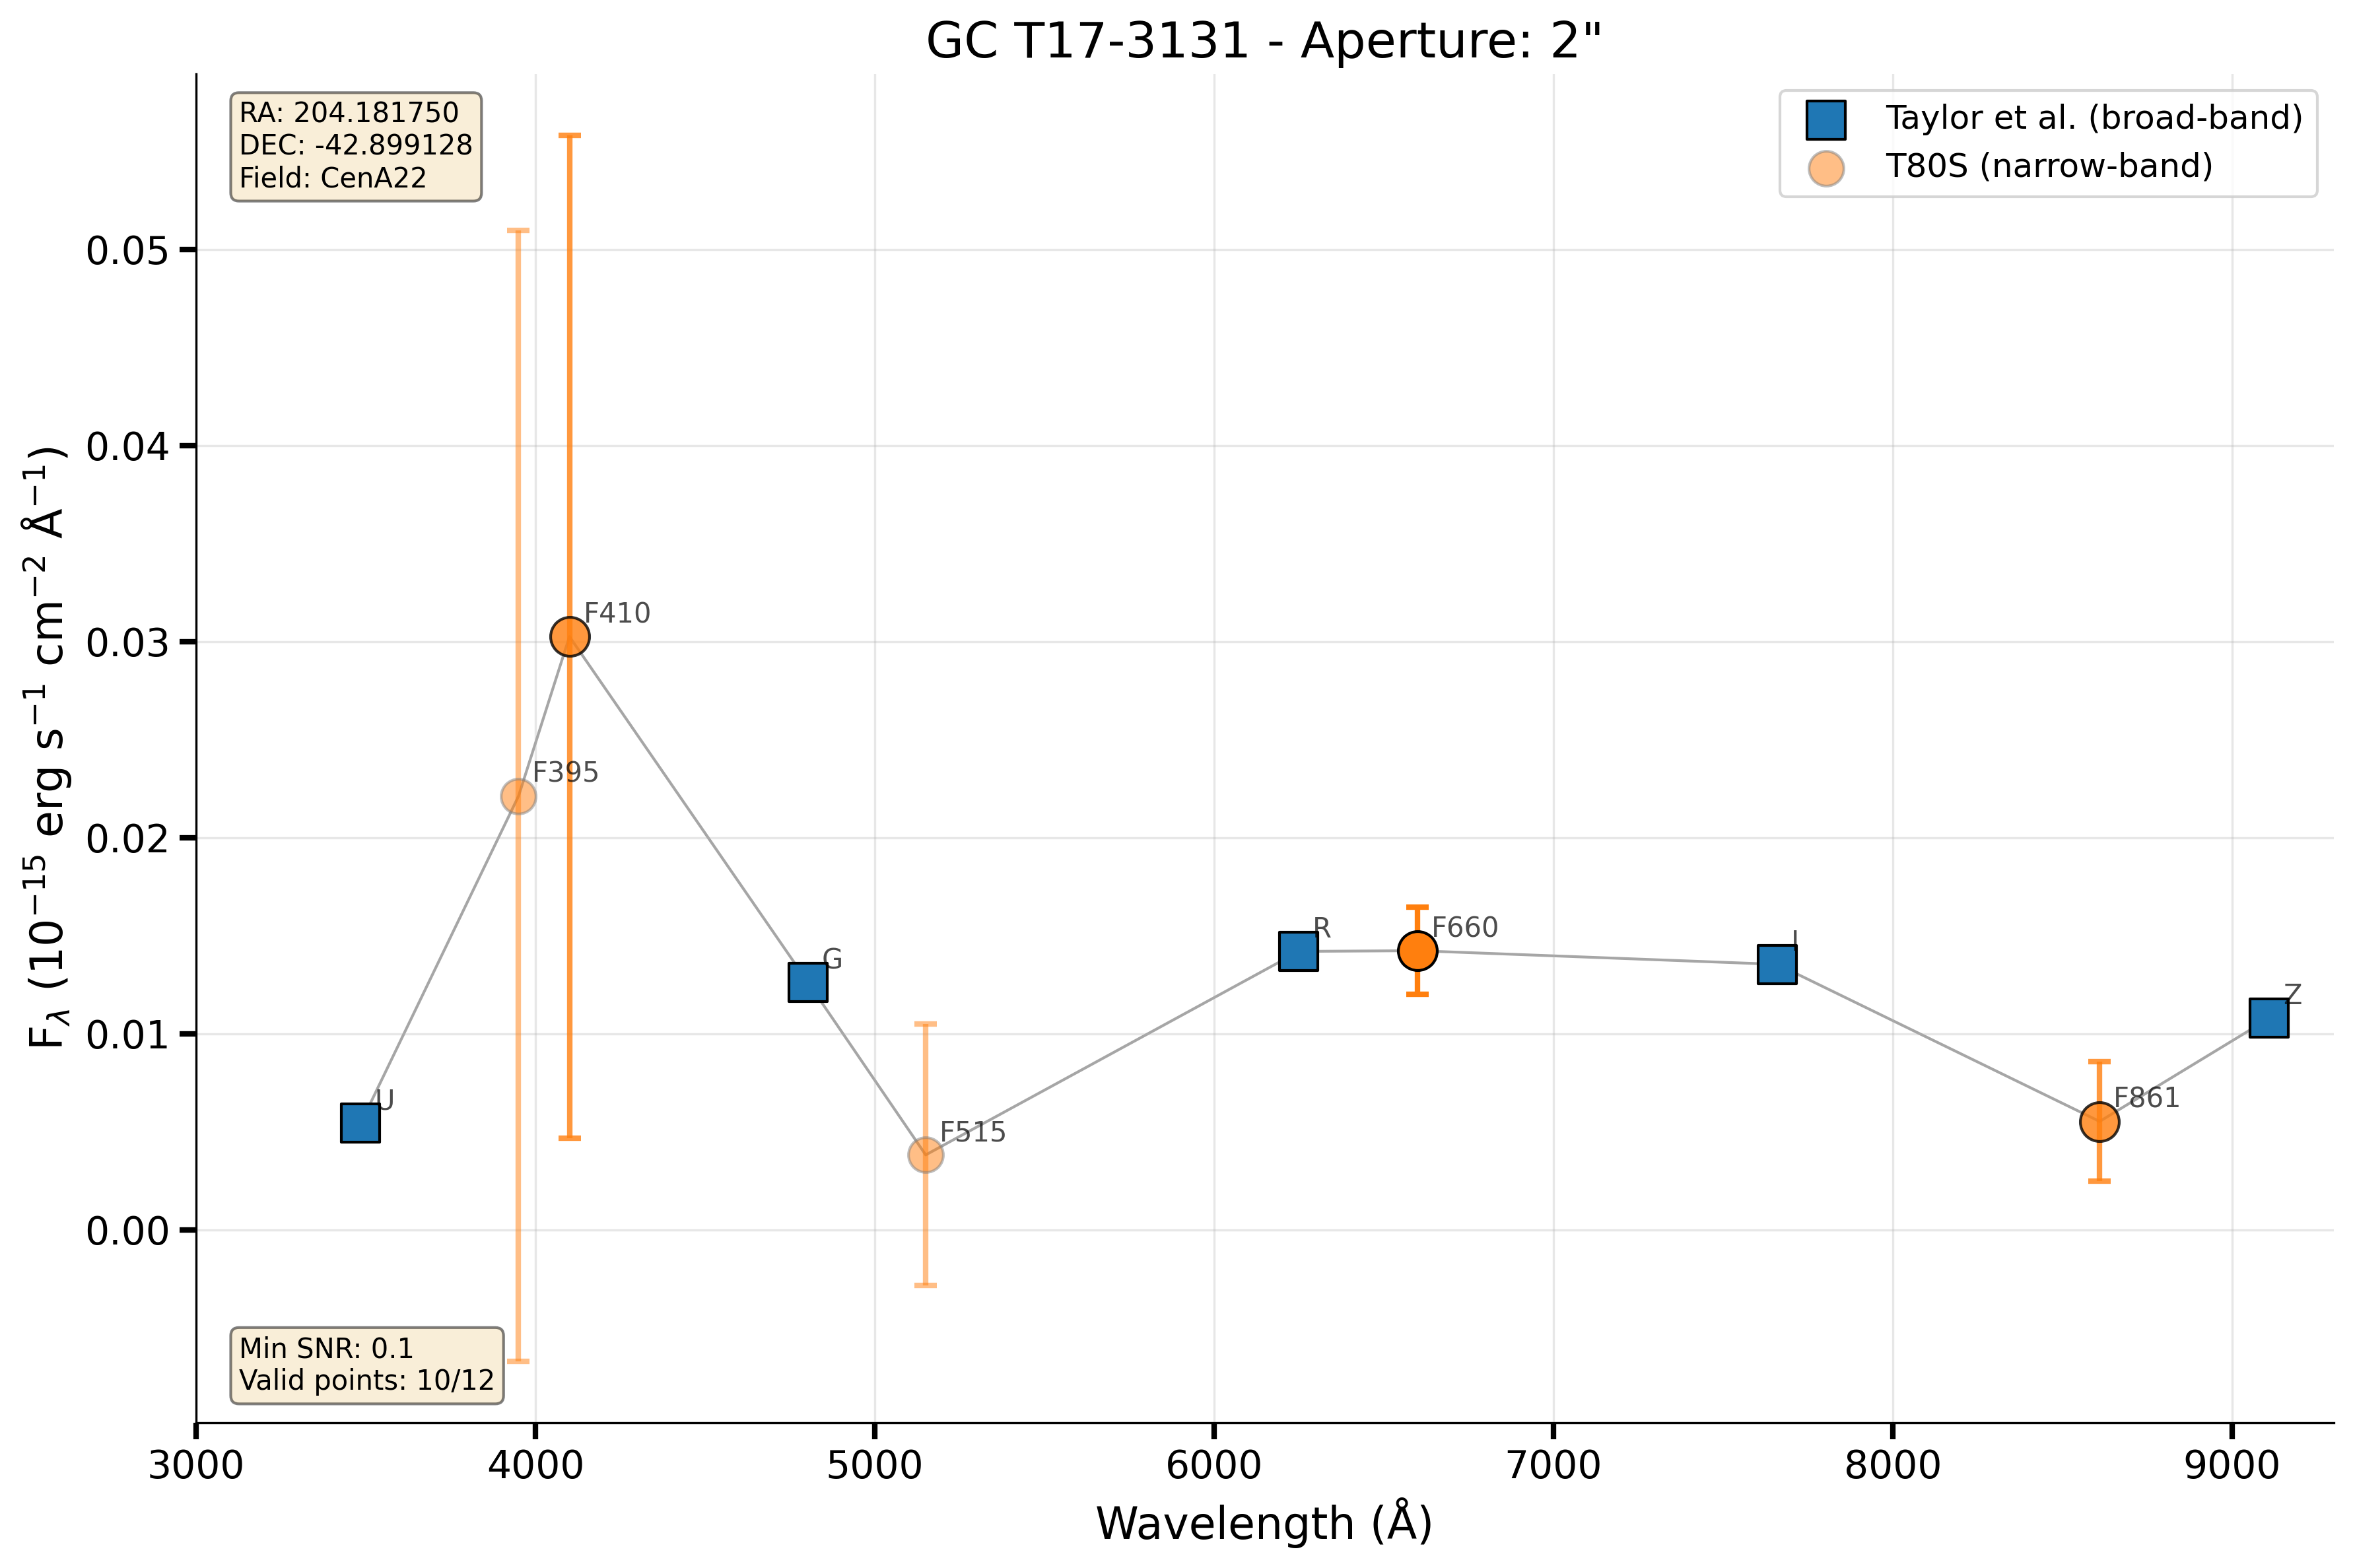 GC T17-3131 - Aperture: 2"
RA: 204.181750
DEC: -42.899128
Field: CenA22
Taylor et al. (broad-band)
T80S (narrow-band)
0.05
0.04
0.03
0.02
0.01
0.00
F_λ (10⁻¹⁵ erg s⁻¹ cm⁻² Å⁻¹)
F410
F395
R
F660
G
I
Z
U
F861
F515
Min SNR: 0.1
Valid points: 10/12
3000 4000 5000 6000 7000 8000 9000
Wavelength (Å)